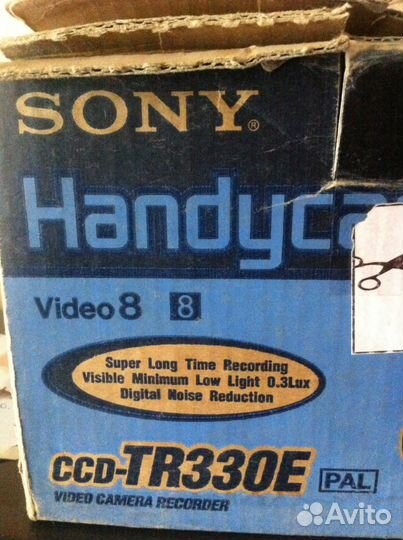 SONY®
Handyca
Video 8 8
Super Long Time Recording
Visible Minimum Low Light 0.3Lux
Digital Noise Reduction
CCD-TR330E PAL
VIDEO CAMERA RECORDER
Avito